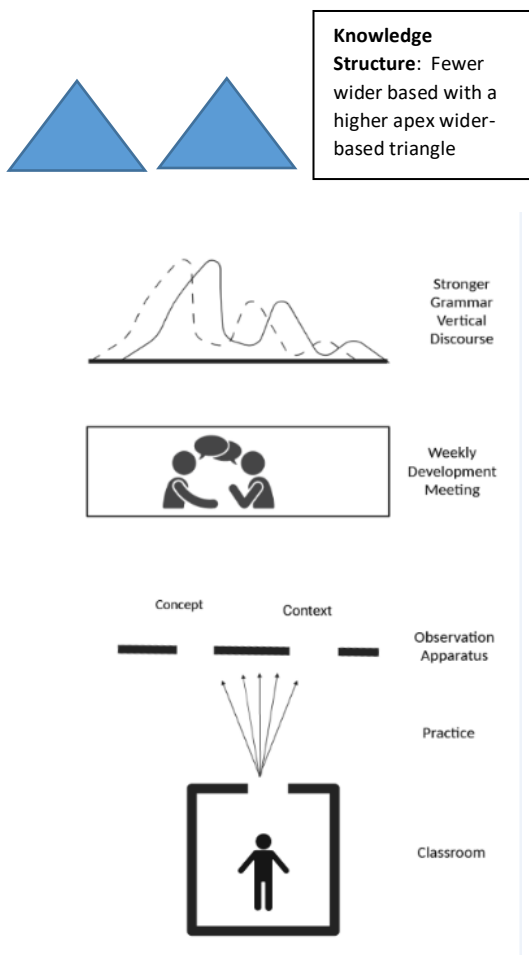 Knowledge
Structure: Fewer
wider based with a
higher apex wider-
based triangle
Stronger
Grammar
Vertical
Discourse
Weekly
Development
Meeting
Concept
Context
Observation
Apparatus
Practice
Classroom